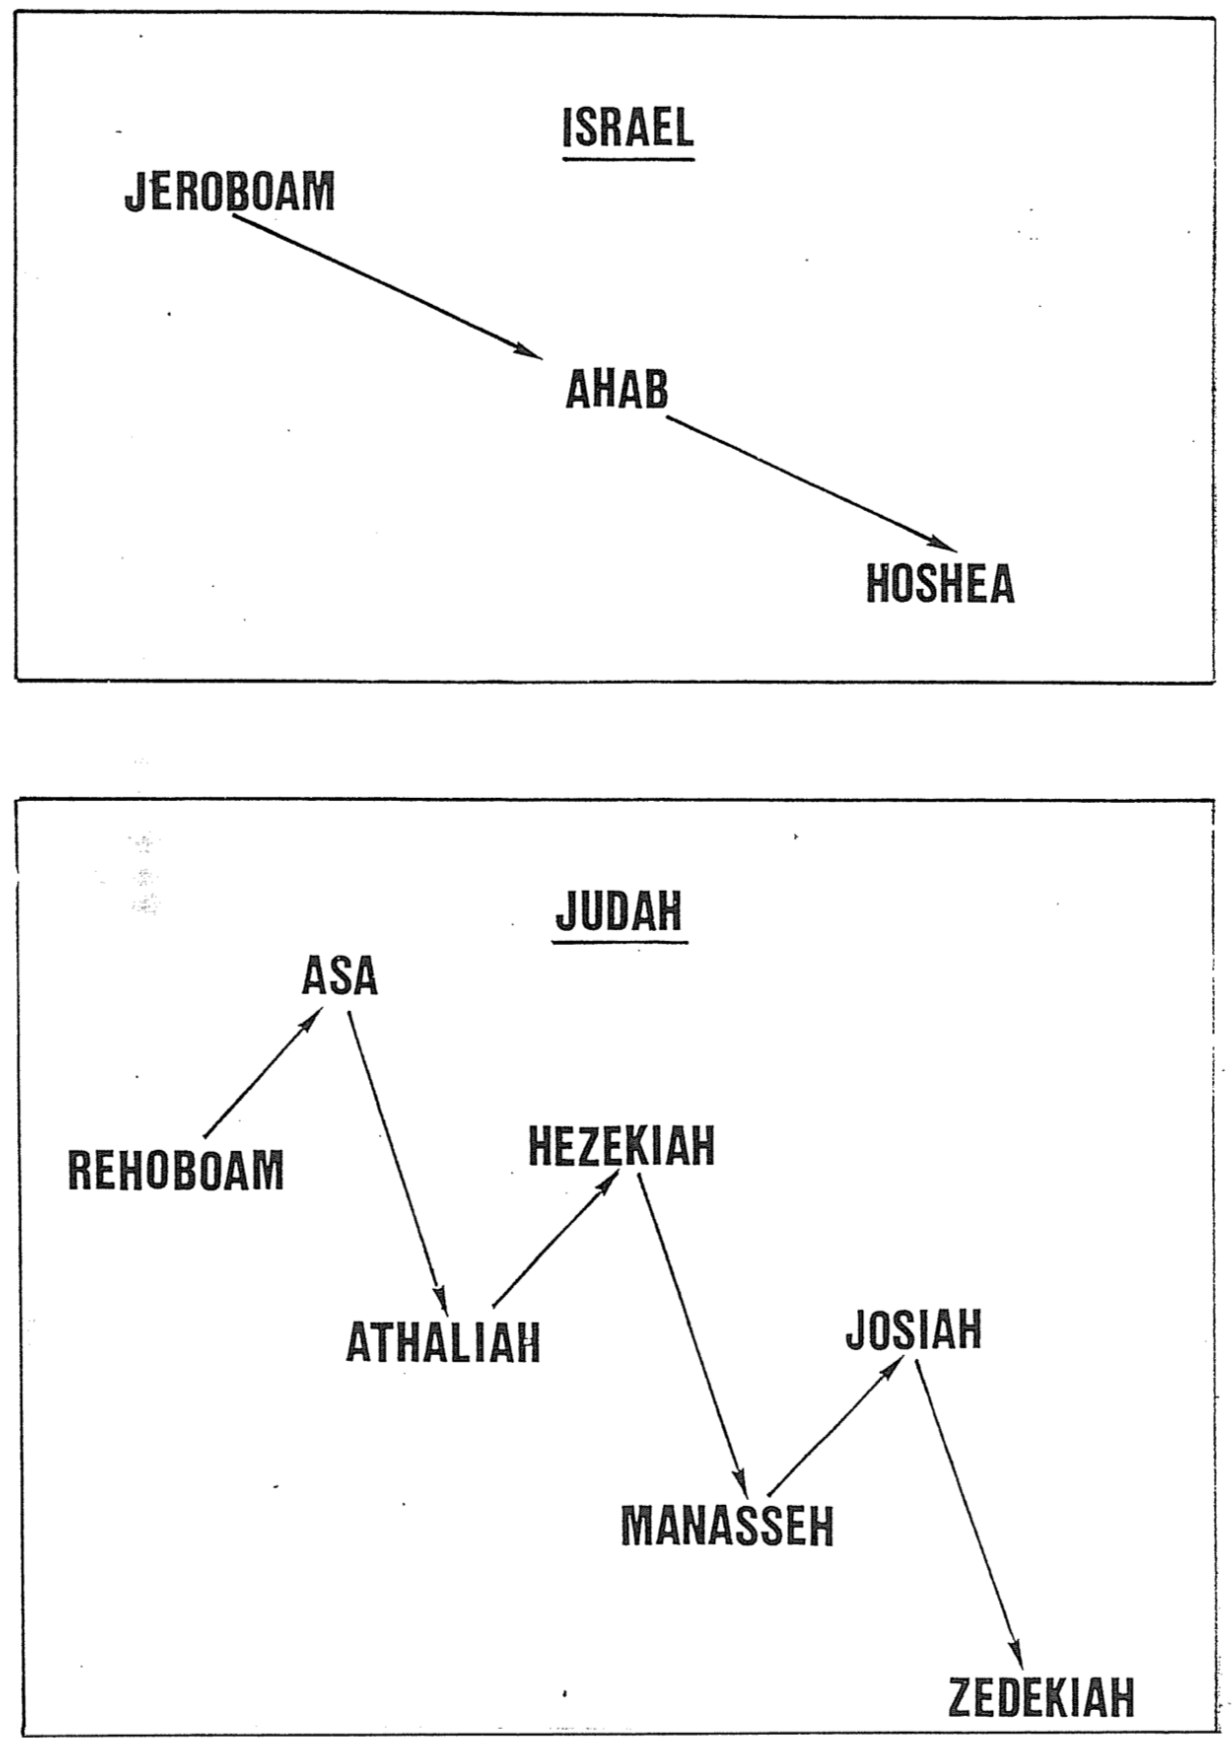 ISRAEL
JEROBOAM
AHAB
HOSHEA
JUDAH
ASA
HEZEKIAH
REHOBOAM
JOSIAH
ATHALIAH
MANASSEH
ZEDEKIAH